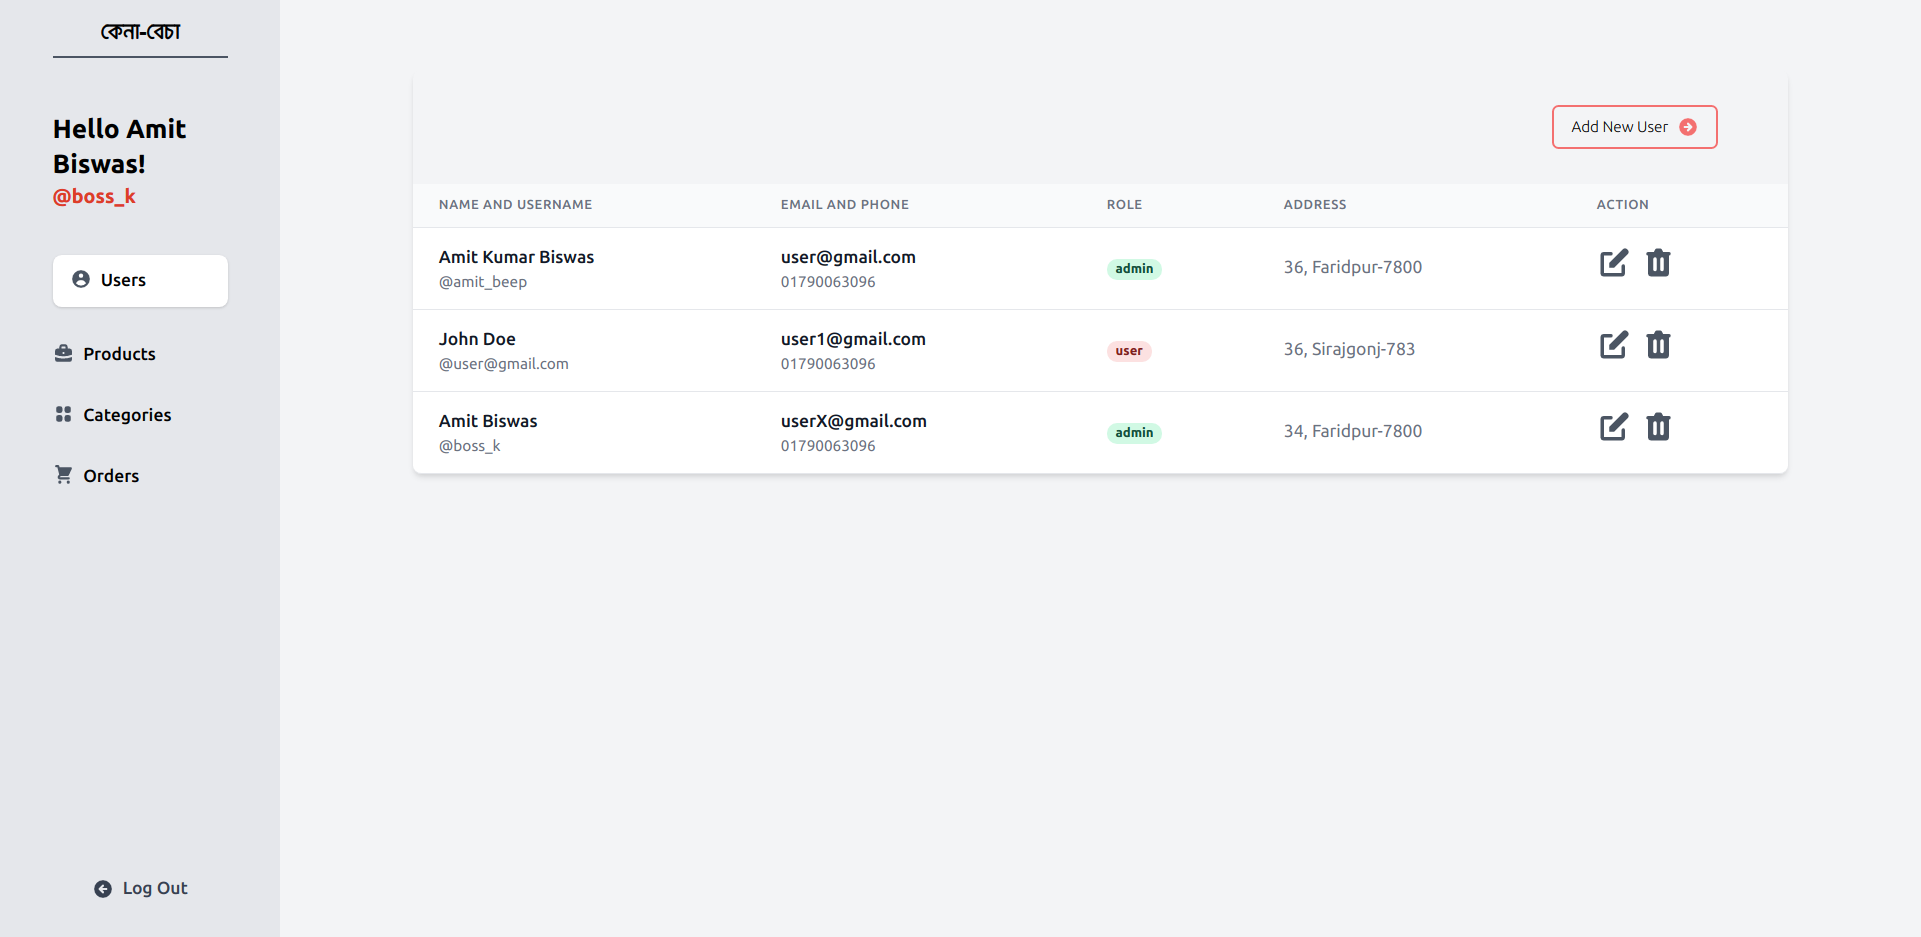 কেনা-বেচা
Hello Amit
Biswas!
@boss_k
Users
Products
Categories
Orders
Log Out
Add New User
NAME AND USERNAME EMAIL AND PHONE ROLE ADDRESS ACTION
Amit Kumar Biswas user@gmail.com
@amit_beep 01790063096 admin 36, Faridpur-7800
John Doe user1@gmail.com
@user@gmail.com 01790063096 user 36, Sirajgonj-783
Amit Biswas userX@gmail.com
@boss_k 01790063096 admin 34, Faridpur-7800